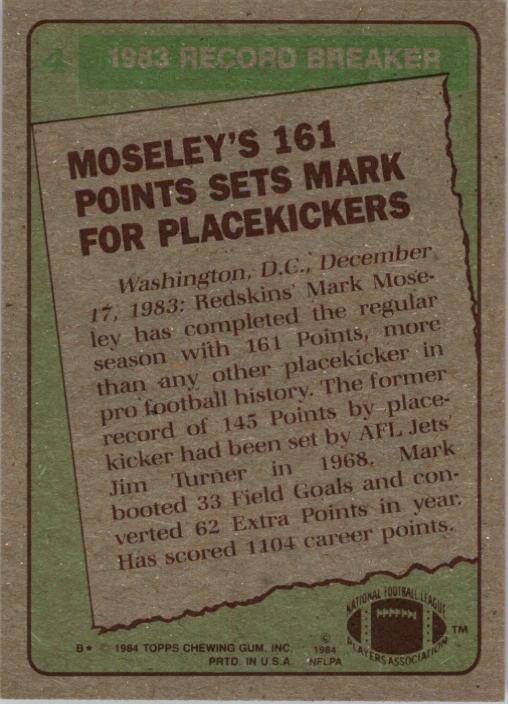 4 1983 RECORD BREAKER
MOSELEY'S 161
POINTS SETS MARK
FOR PLACEKICKERS
Washington, D.C., December
17, 1983: Redskins' Mark Mose-
ley has completed the regular
season with 161 Points, more
than any other placekicker in
pro football history. The former
record of 145 Points by place-
kicker had been set by AFL Jets'
Jim Turner in 1968. Mark
booted 33 Field Goals and con-
verted 62 Extra Points in year.
Has scored 1104 career points.
NATIONAL FOOTBALL LEAGUE
PLAYERS ASSOCIATION
TM
B* © 1984 TOPPS CHEWING GUM, INC.
PRTD. IN U.S.A.
©
1984
NFLPA